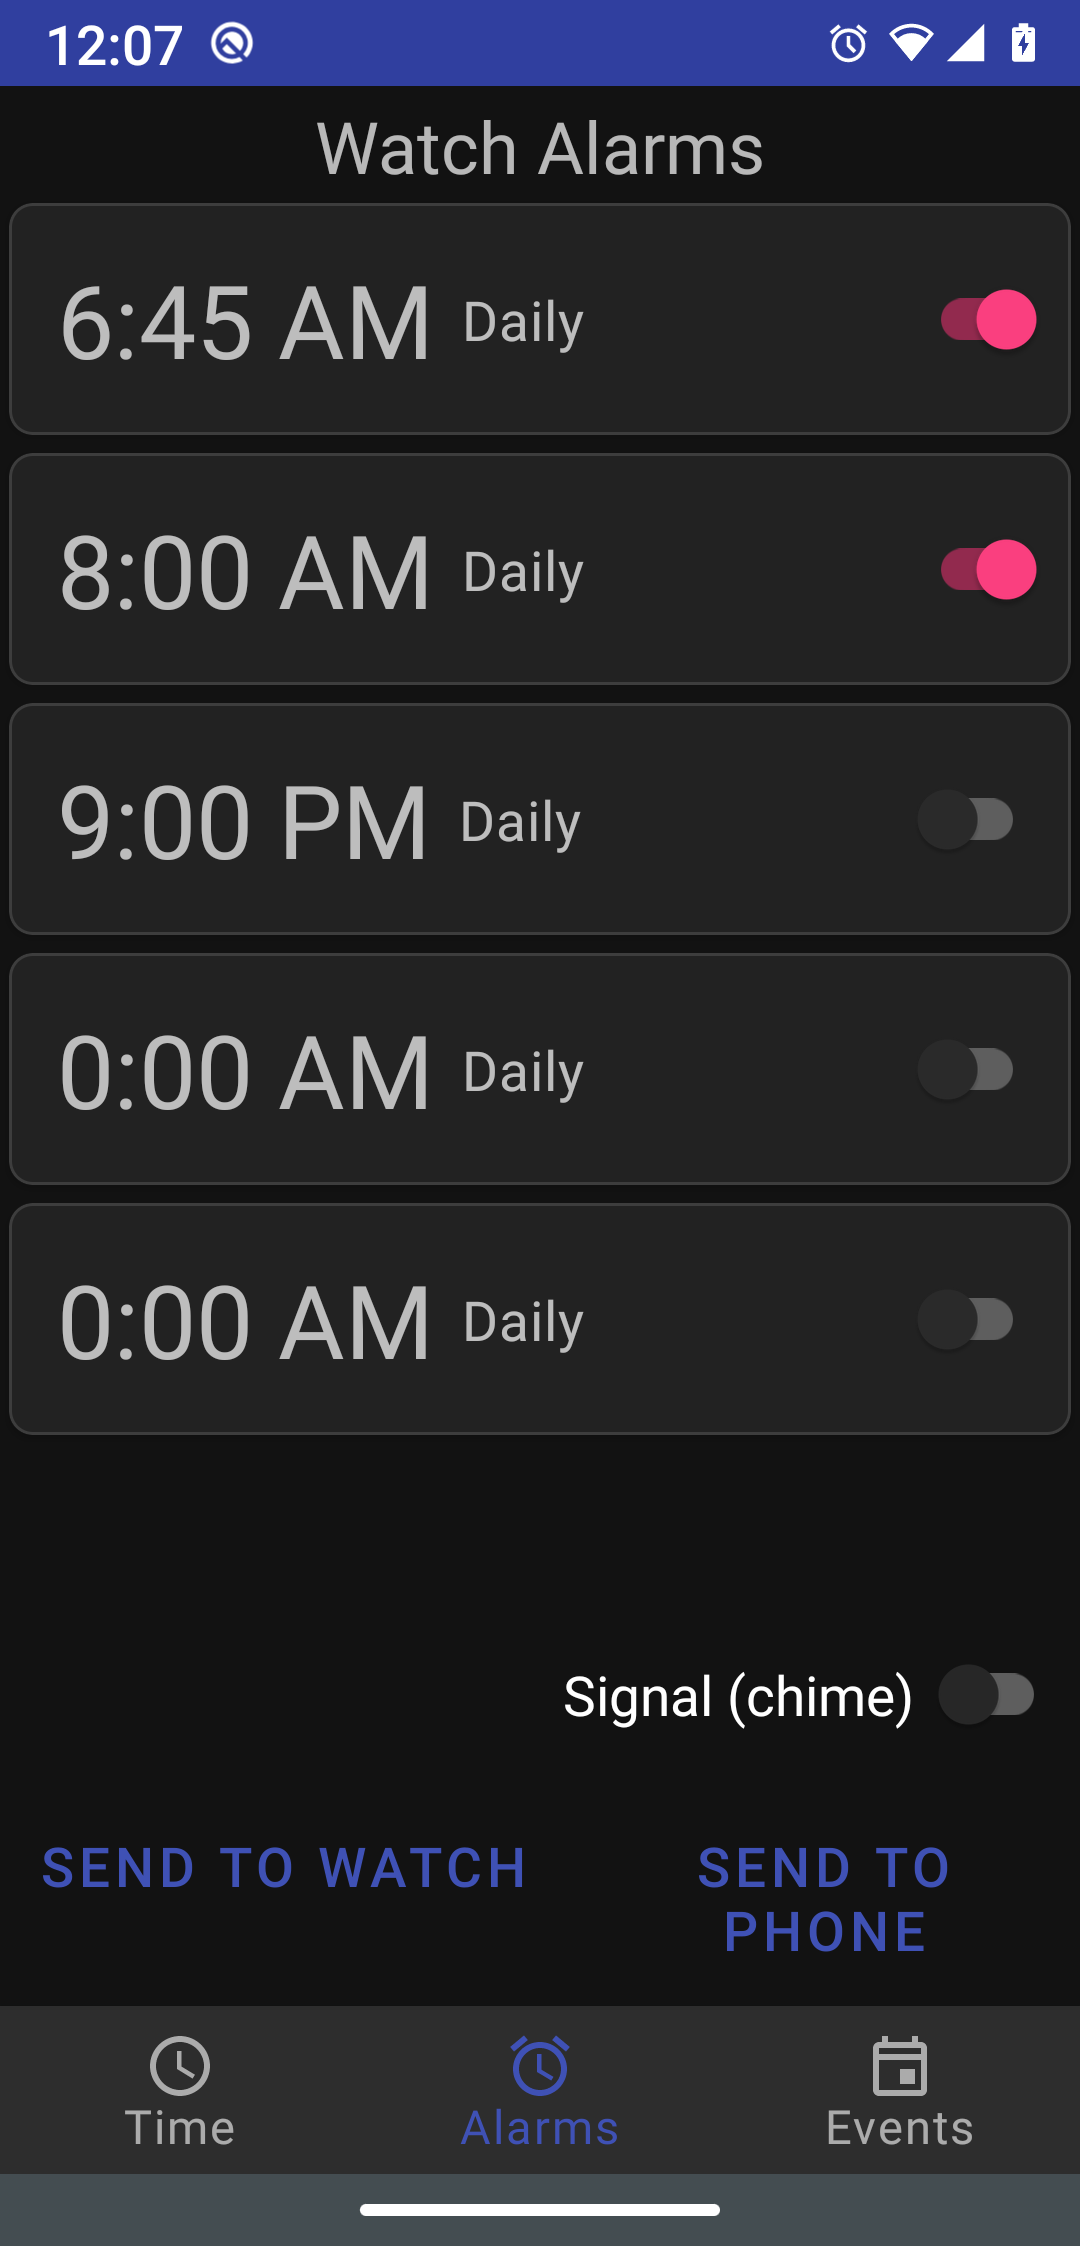 12:07
Watch Alarms
6:45 AM Daily
8:00 AM Daily
9:00 PM Daily
0:00 AM Daily
0:00 AM Daily
Signal (chime)
SEND TO WATCH
SEND TO
PHONE
Time Alarms Events